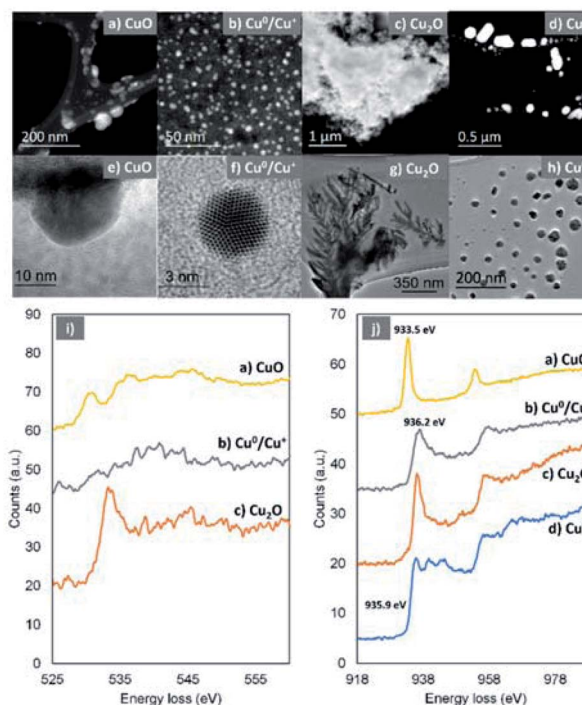 a) CuO b) Cu⁰/Cu⁺ c) Cu₂O d) Cu
200 nm 50 nm 1 μm 0.5 μm
e) CuO f) Cu⁰/Cu⁺ g) Cu₂O h) Cu
10 nm 3 nm 350 nm 200 nm
i)
90
80
70
60
50
40
30
20
10
0
Counts (a.u.)
a) CuO
b) Cu⁰/Cu⁺
c) Cu₂O
525 535 545 555
Energy loss (eV)
j)
70
60
50
40
30
20
10
0
Counts (a.u.)
933.5 eV
a) CuO
936.2 eV
b) Cu⁰/Cu
c) Cu₂O
d) Cu
935.9 eV
918 938 958 978
Energy loss (eV)